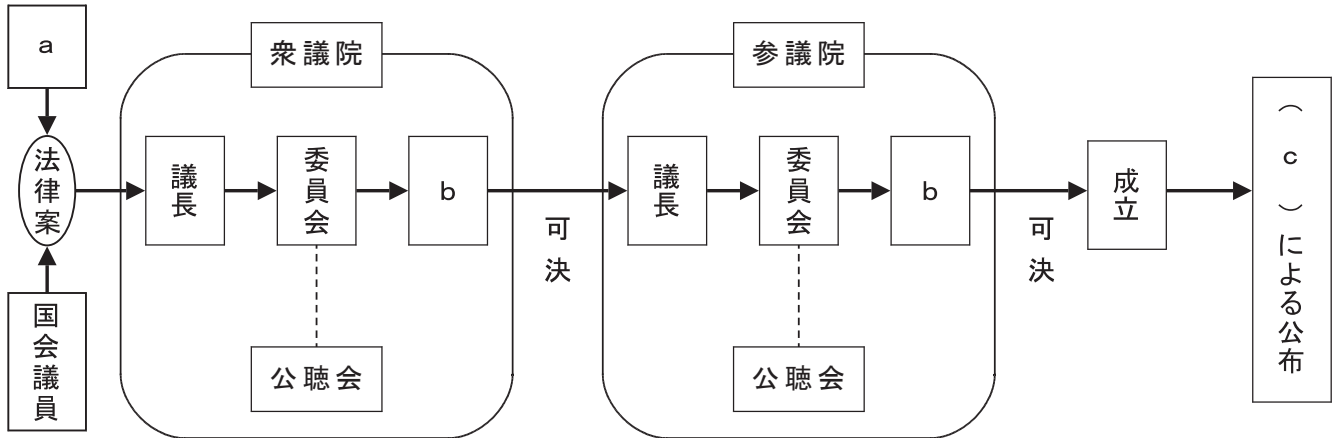 a
法律案
国会議員
衆議院
議長
委員会
b
公聴会
可決
参議院
議長
委員会
b
公聴会
可決
成立
（c）による公布